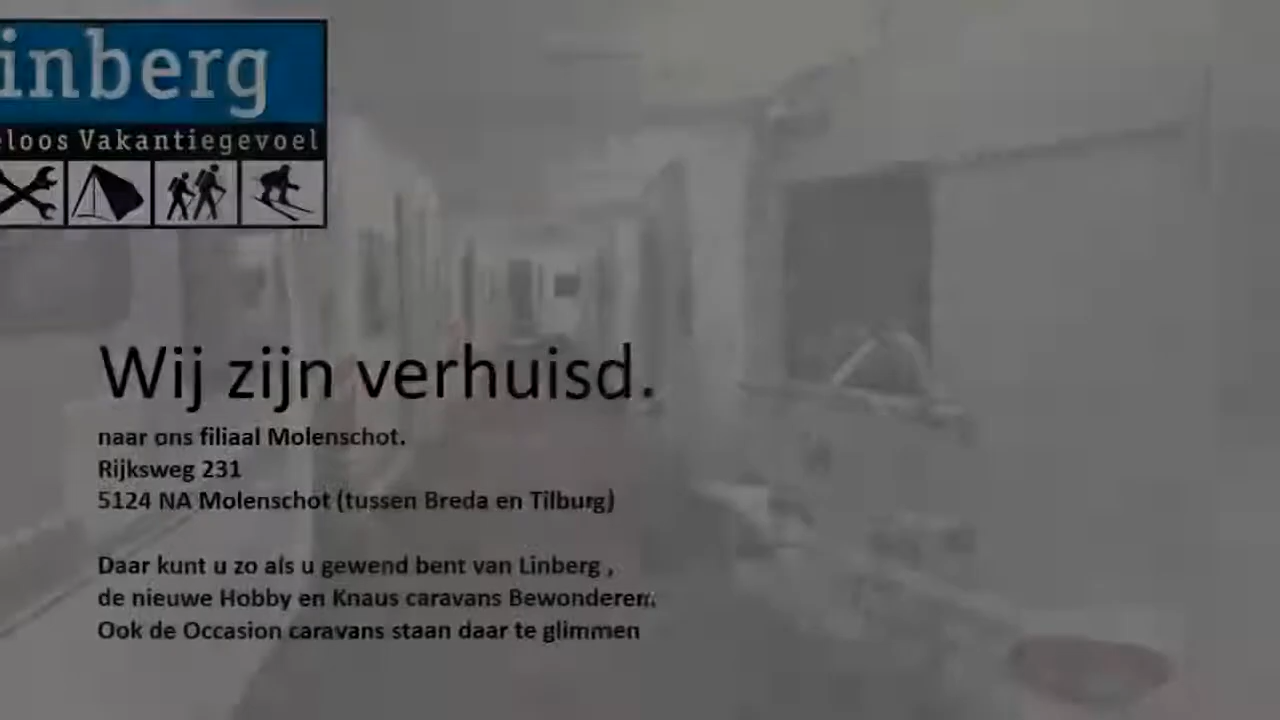 inberg
eloos Vakantiegevoel
Wij zijn verhuisd.
naar ons filiaal Molenschot.
Rijksweg 231
5124 NA Molenschot (tussen Breda en Tilburg)
Daar kunt u zo als u gewend bent van Linberg ,
de nieuwe Hobby en Knaus caravans Bewonderen.
Ook de Occasion caravans staan daar te glimmen